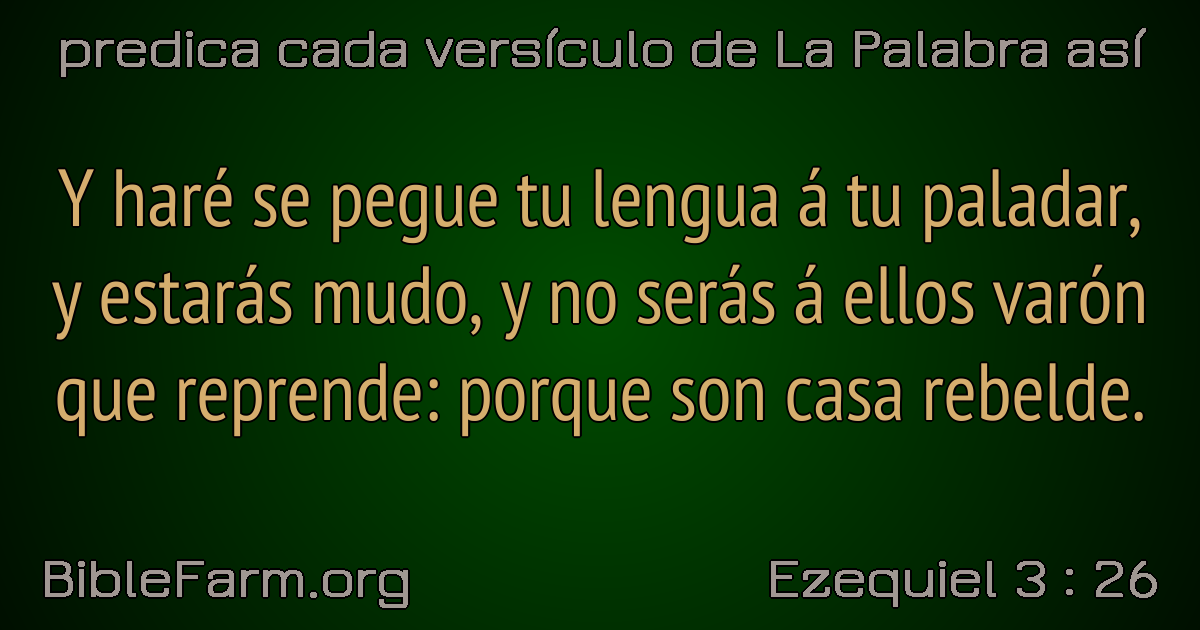 predica cada versículo de La Palabra así
Y haré se pegue tu lengua á tu paladar,
y estarás mudo, y no serás á ellos varón
que reprende: porque son casa rebelde.
BibleFarm.org
Ezequiel 3 : 26